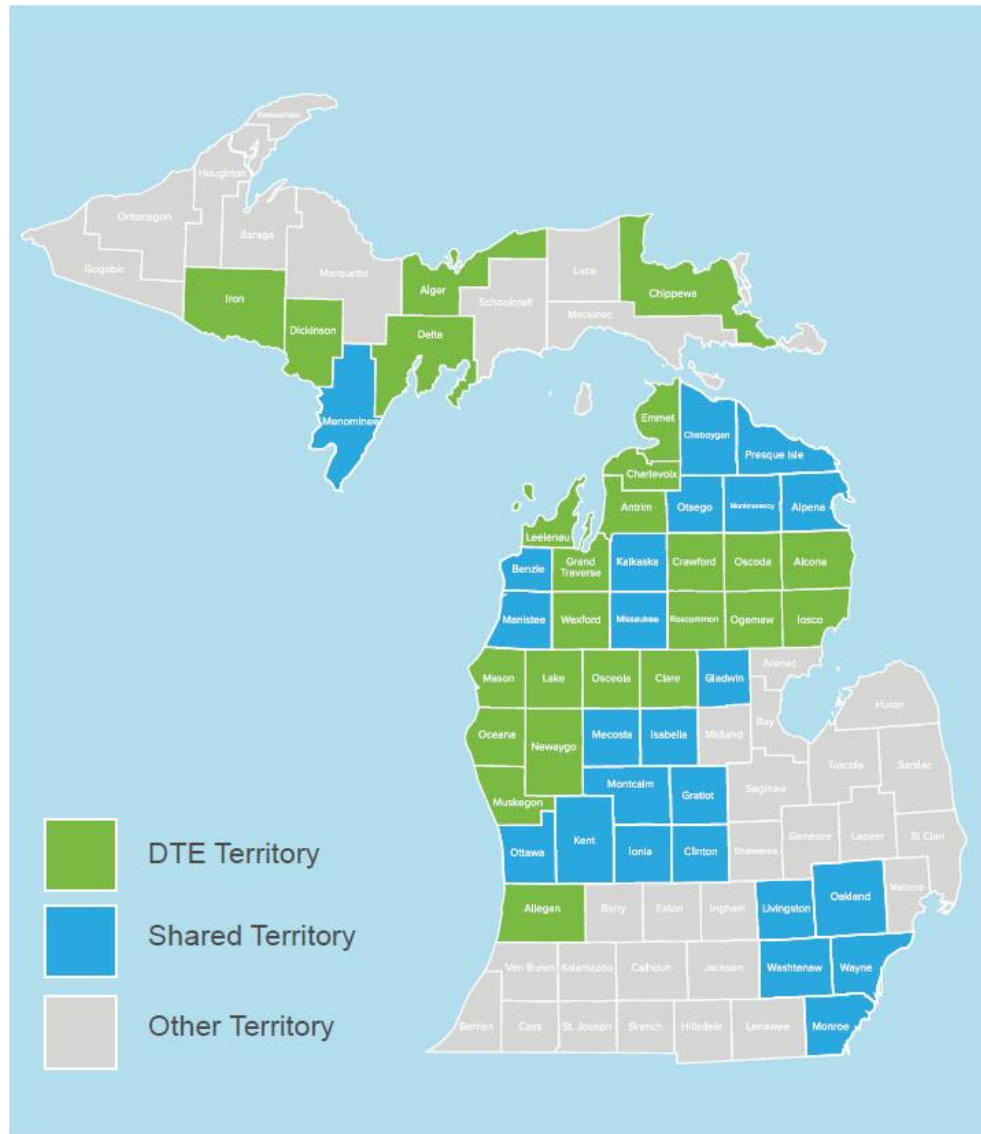 Keweenaw
Houghton
Ontonagon
Baraga
Gogebic
Marquette
Iron
Dickinson
Alger
Delta
Schoolcraft
Luce
Mackinac
Chippewa
Menominee
Emmet
Cheboygan
Presque Isle
Charlevoix
Antrim
Otsego
Montmorency
Alpena
Leelenau
Benzie
Grand
Traverse
Kalkaska
Crawford
Oscoda
Alcona
Manistee
Wexford
Missaukee
Roscommon
Ogemaw
Iosco
Mason
Lake
Osceola
Clare
Gladwin
Arenac
Huron
Oceana
Newaygo
Mecosta
Isabella
Midland
Bay
Tuscola
Sanilac
Muskegon
Montcalm
Gratiot
Saginaw
Ottawa
Kent
Ionia
Clinton
Shiawassee
Genesee
Lapeer
St Clair
Allegan
Barry
Eaton
Ingham
Livingston
Oakland
Macomb
Van Buren
Kalamazoo
Calhoun
Jackson
Washtenaw
Wayne
Berrien
Cass
St. Joseph
Branch
Hillsdale
Lenawee
Monroe
DTE Territory
Shared Territory
Other Territory